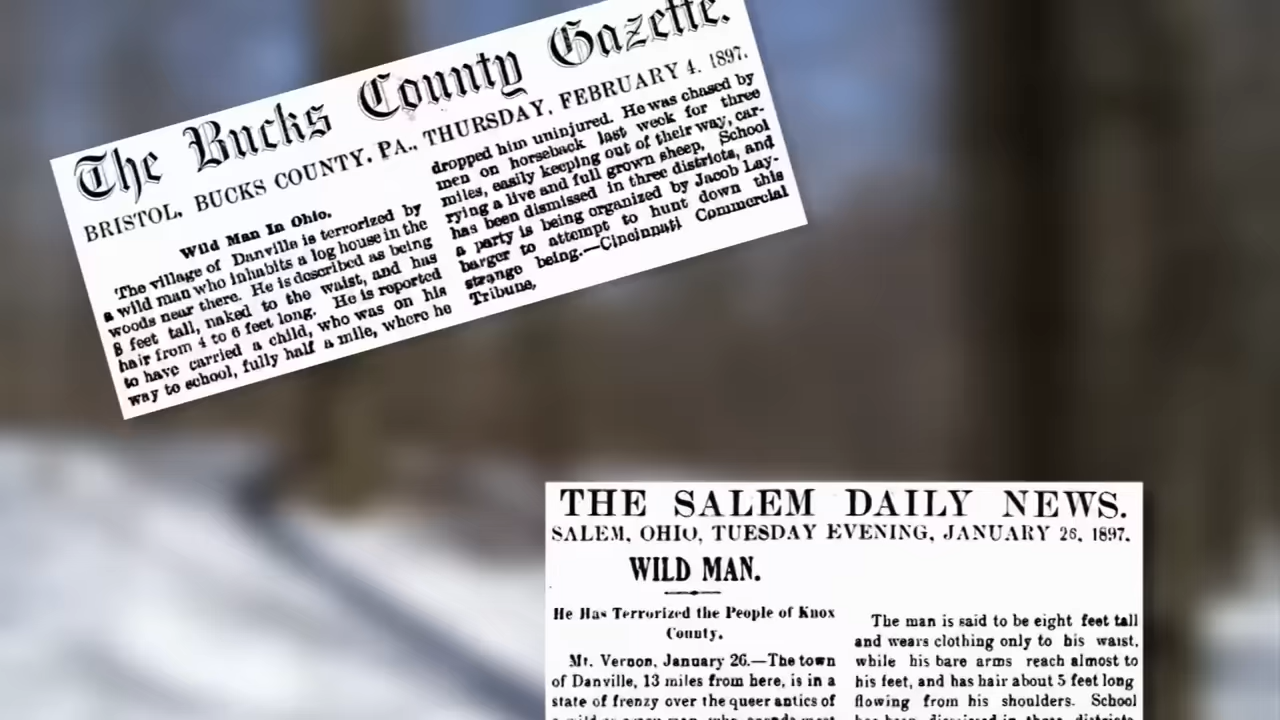 The Bucks County Gazette.
BRISTOL, BUCKS COUNTY, PA., THURSDAY, FEBRUARY 4, 1897.
Wild Man In Ohio.
The village of Danville is terrorized by
a wild man who inhabits a log house in the
woods near there. He is described as being
8 feet tall, naked to the waist, and has
hair from 4 to 6 feet long. He is reported
to have carried a child, who was on his
way to school, fully half a mile, where he
dropped him uninjured. He was chased by
men on horseback last week for three
miles, easily keeping out of their way, car-
rying a live and full grown sheep. School
has been dismissed in three districts, and
a party is being organized by Jacob Lay-
barger to attempt to hunt down this
strange being.—Cincinnati Commercial
Tribune.
THE SALEM DAILY NEWS.
SALEM, OHIO, TUESDAY EVENING, JANUARY 26, 1897.
WILD MAN.
He Has Terrorized the People of Knox
County.
Mt. Vernon, January 26.—The town
of Danville, 13 miles from here, is in a
state of frenzy over the queer antics of
The man is said to be eight feet tall
and wears clothing only to his waist,
while his bare arms reach almost to
his feet, and has hair about 5 feet long
flowing from his shoulders. School